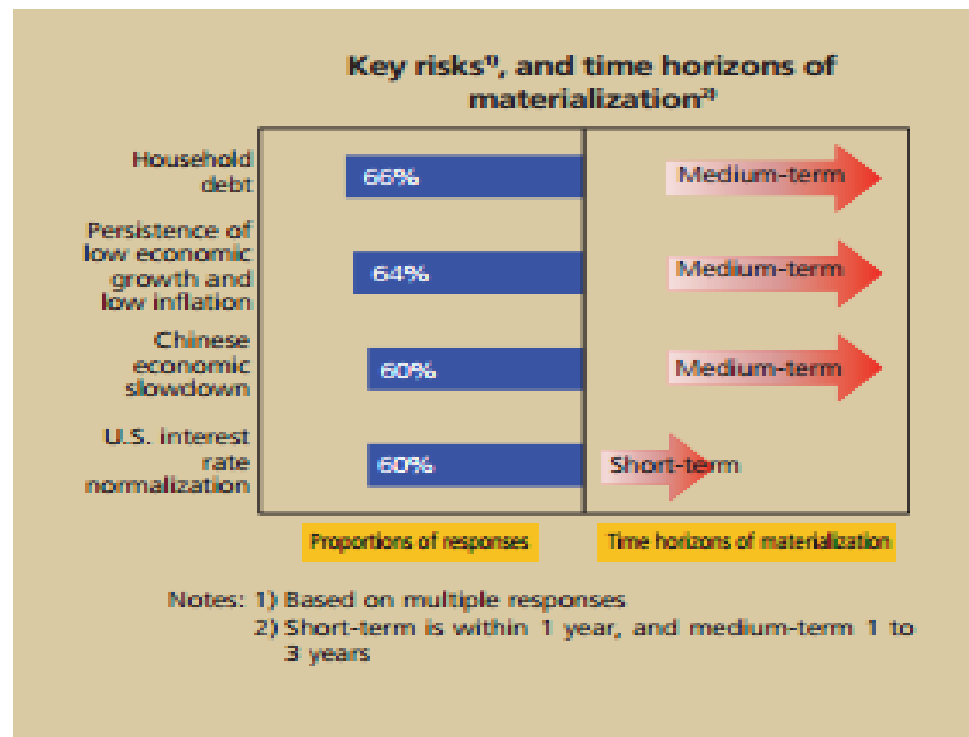 Key risks¹⁾, and time horizons of
materialization²⁾
Household
debt
66%
Medium-term
Persistence of
low economic
growth and
low inflation
64%
Medium-term
Chinese
economic
slowdown
60%
Medium-term
U.S. interest
rate
normalization
60%
Short-term
Proportions of responses
Time horizons of materialization
Notes: 1) Based on multiple responses
2) Short-term is within 1 year, and medium-term 1 to
3 years